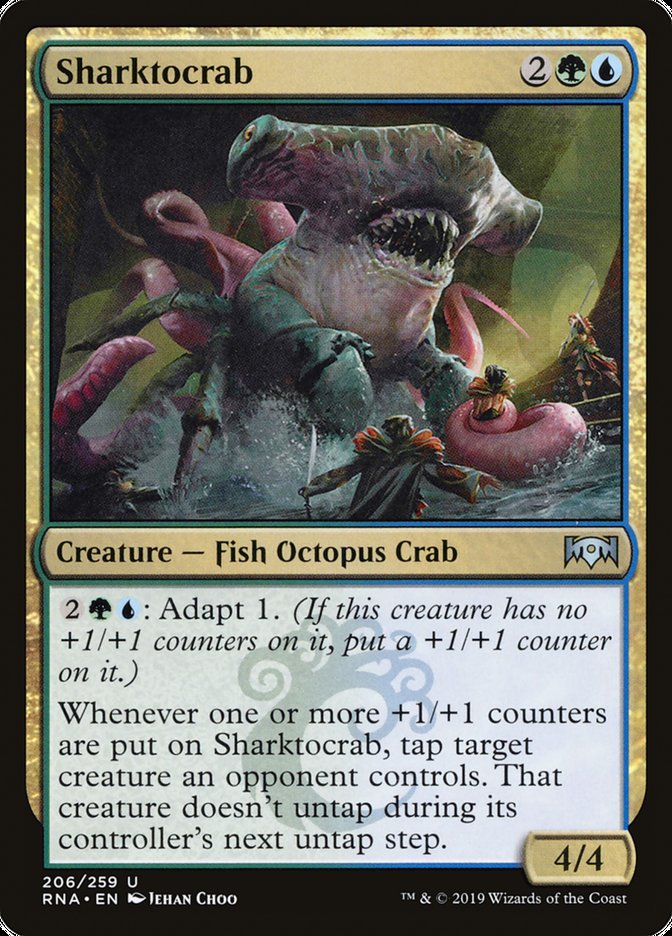 Sharktocrab 2
Creature — Fish Octopus Crab
2: Adapt 1. (If this creature has no
+1/+1 counters on it, put a +1/+1 counter
on it.)
Whenever one or more +1/+1 counters
are put on Sharktocrab, tap target
creature an opponent controls. That
creature doesn't untap during its
controller's next untap step.
4/4
206/259 U
RNA • EN Jehan Choo
™ & © 2019 Wizards of the Coast